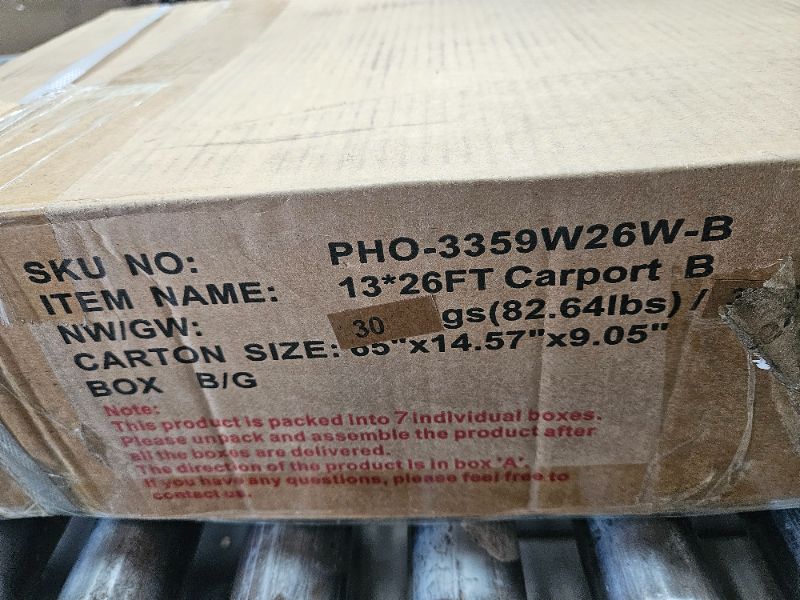 SKU NO: PHO-3359W26W-B
ITEM NAME: 13*26FT Carport B
NW/GW: 30 gs(82.64lbs) /
CARTON SIZE: 65"x14.57"x9.05"
BOX B/G
Note:
This product is packed into 7 individual boxes.
Please unpack and assemble the product after
all the boxes are delivered.
The direction of the product is in box 'A'.
If you have any questions, please feel free to
contact us.